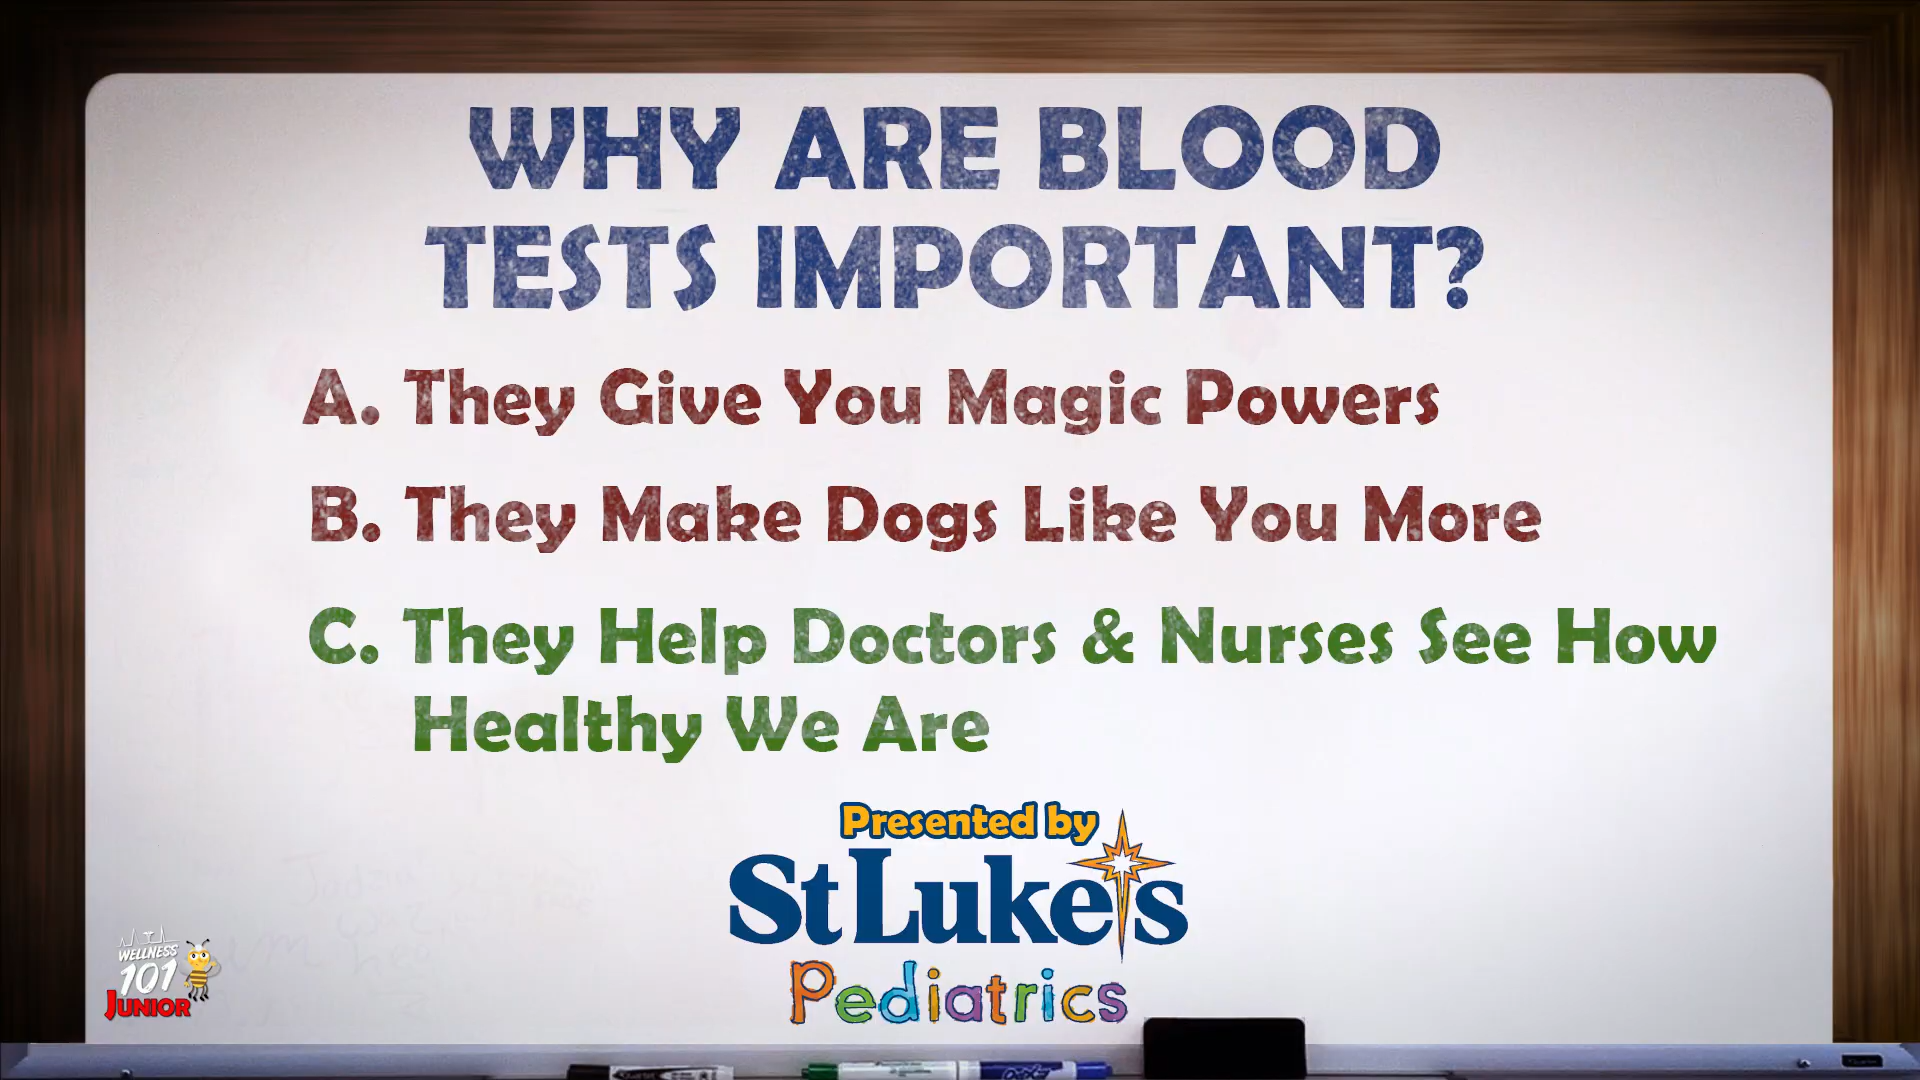 WHY ARE BLOOD
TESTS IMPORTANT?
A. They Give You Magic Powers
B. They Make Dogs Like You More
C. They Help Doctors & Nurses See How
Healthy We Are
Presented by
St Luke's
Pediatrics
WELLNESS
101
JUNIOR